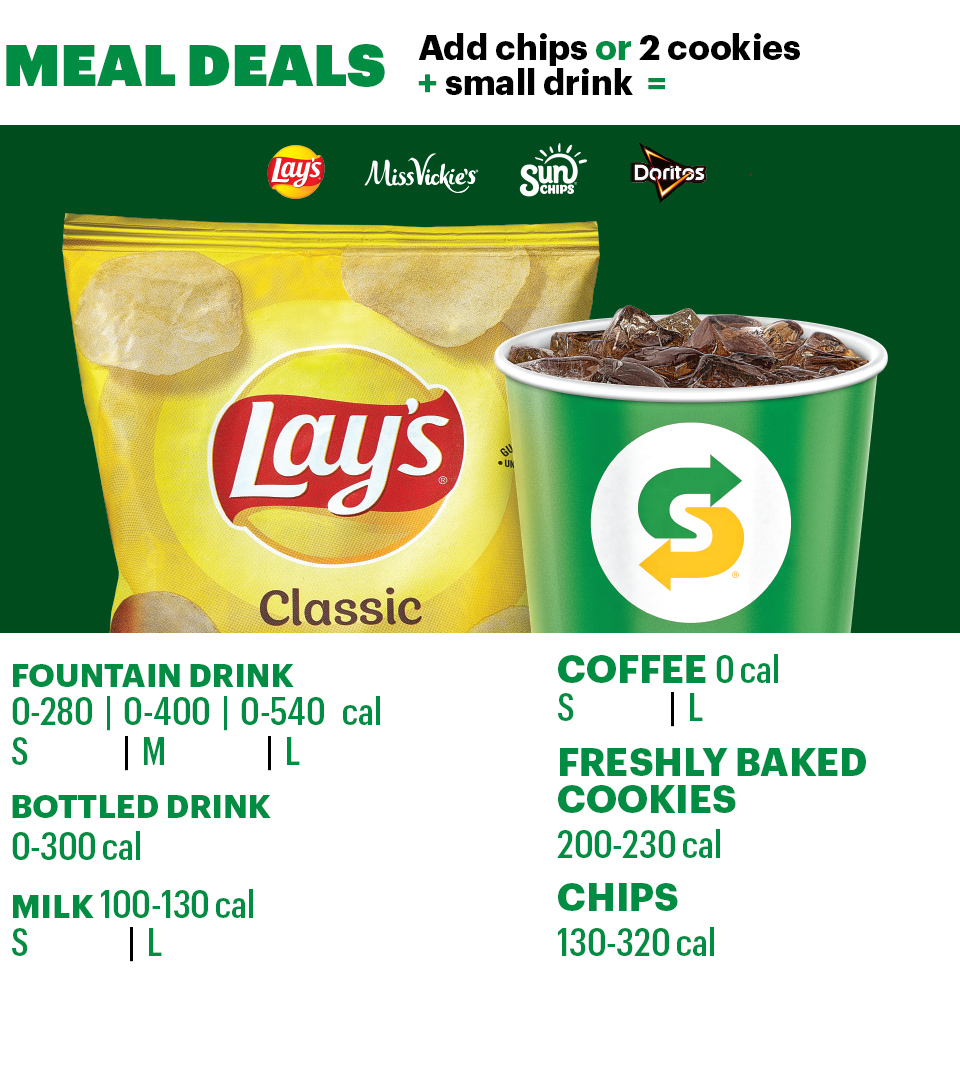 MEAL DEALS
Add chips or 2 cookies
+ small drink =
Lay's
MissVickie's
Sun
CHIPS
Doritos
Lay's
®
Classic
GU
• UN
S
®
FOUNTAIN DRINK
0-280 | 0-400 | 0-540 cal
S | M | L
BOTTLED DRINK
0-300 cal
MILK 100-130 cal
S | L
COFFEE 0 cal
S | L
FRESHLY BAKED
COOKIES
200-230 cal
CHIPS
130-320 cal